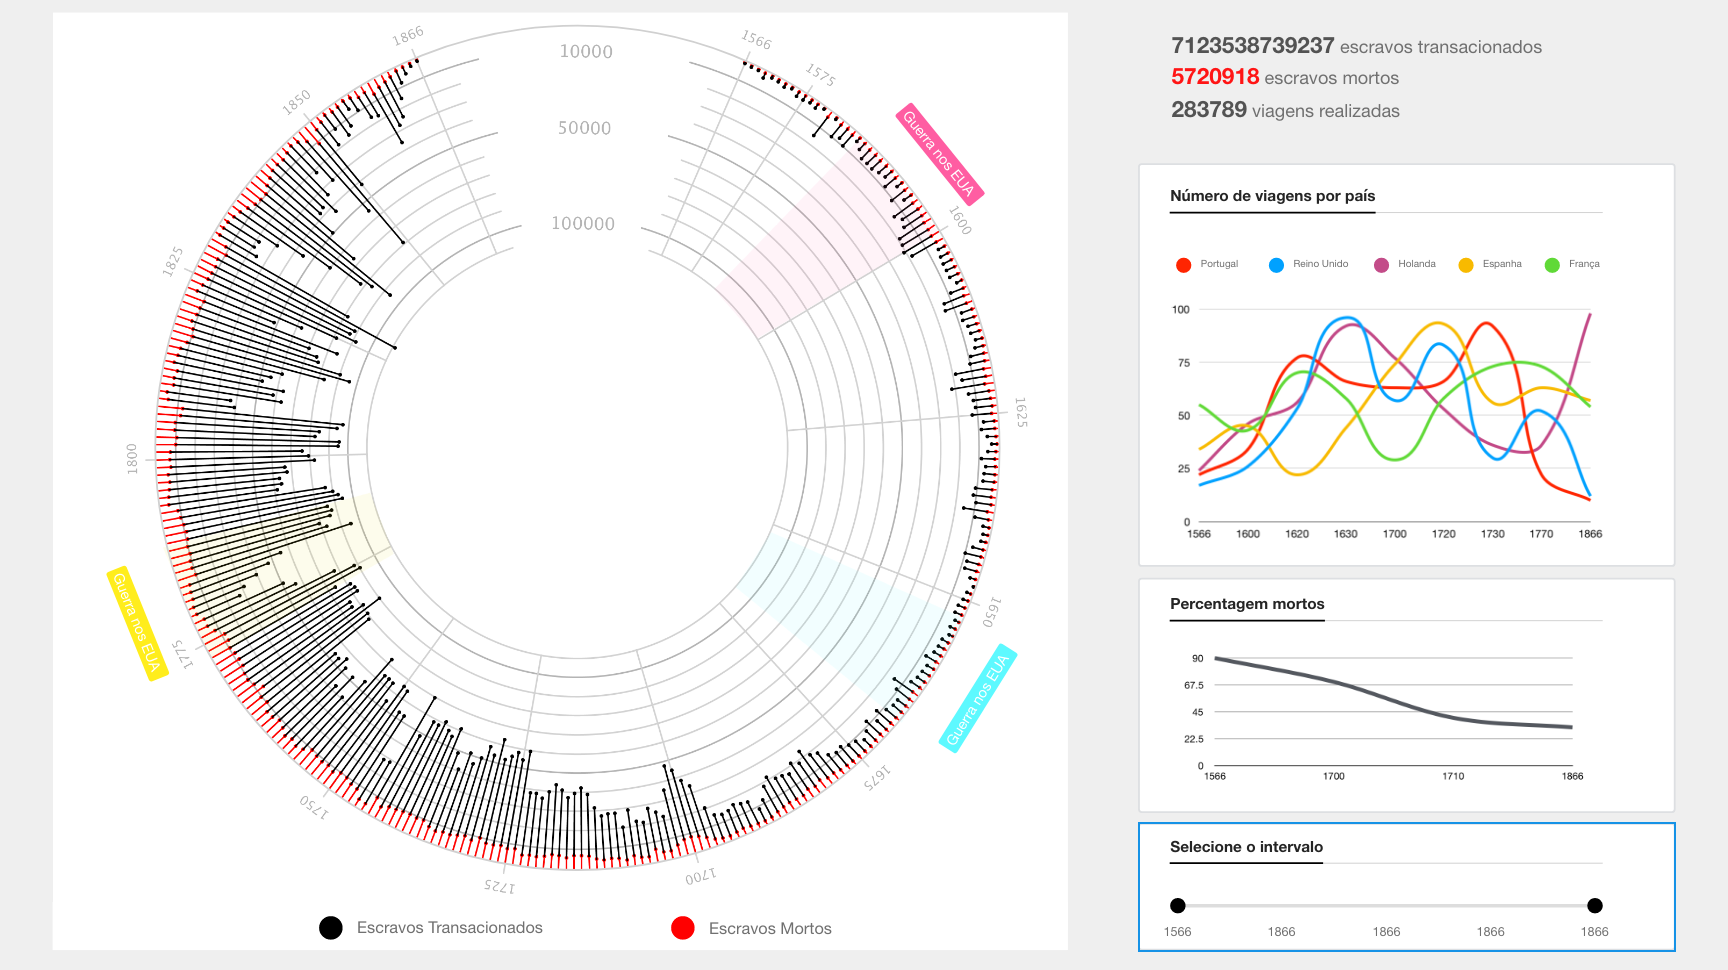 1866
10000
50000
100000
1566
1575
Guerra nos EUA
1600
1625
1650
Guerra nos EUA
1675
1700
1725
1750
1775
Guerra nos EUA
1800
1825
1850
Escravos Transacionados
Escravos Mortos
7123538739237 escravos transacionados
5720918 escravos mortos
283789 viagens realizadas
Número de viagens por país
Portugal Reino Unido Holanda Espanha França
100
75
50
25
0
1566 1600 1620 1630 1700 1720 1730 1770 1866
Percentagem mortos
90
67.5
45
22.5
0
1566 1700 1710 1866
Selecione o intervalo
1566 1866 1866 1866 1866